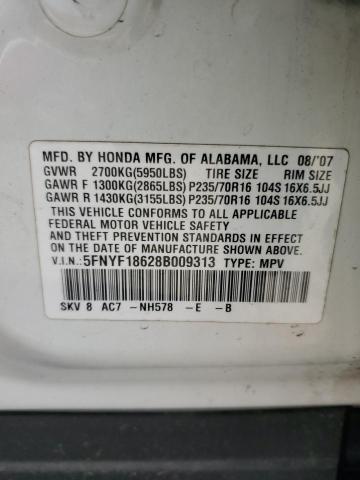 MFD. BY HONDA MFG. OF ALABAMA, LLC 08/'07
GVWR 2700KG(5950LBS) TIRE SIZE RIM SIZE
GAWR F 1300KG(2865LBS) P235/70R16 104S 16X6.5JJ
GAWR R 1430KG(3155LBS) P235/70R16 104S 16X6.5JJ
THIS VEHICLE CONFORMS TO ALL APPLICABLE
FEDERAL MOTOR VEHICLE SAFETY STANDARDS IN
EFFECT ON THE DATE OF MANUFACTURE SHOWN
ABOVE.
V.I.N.: 5FNYF18628B009313 TYPE: MPV
SKV 8 AC7 -NH578 -E -B